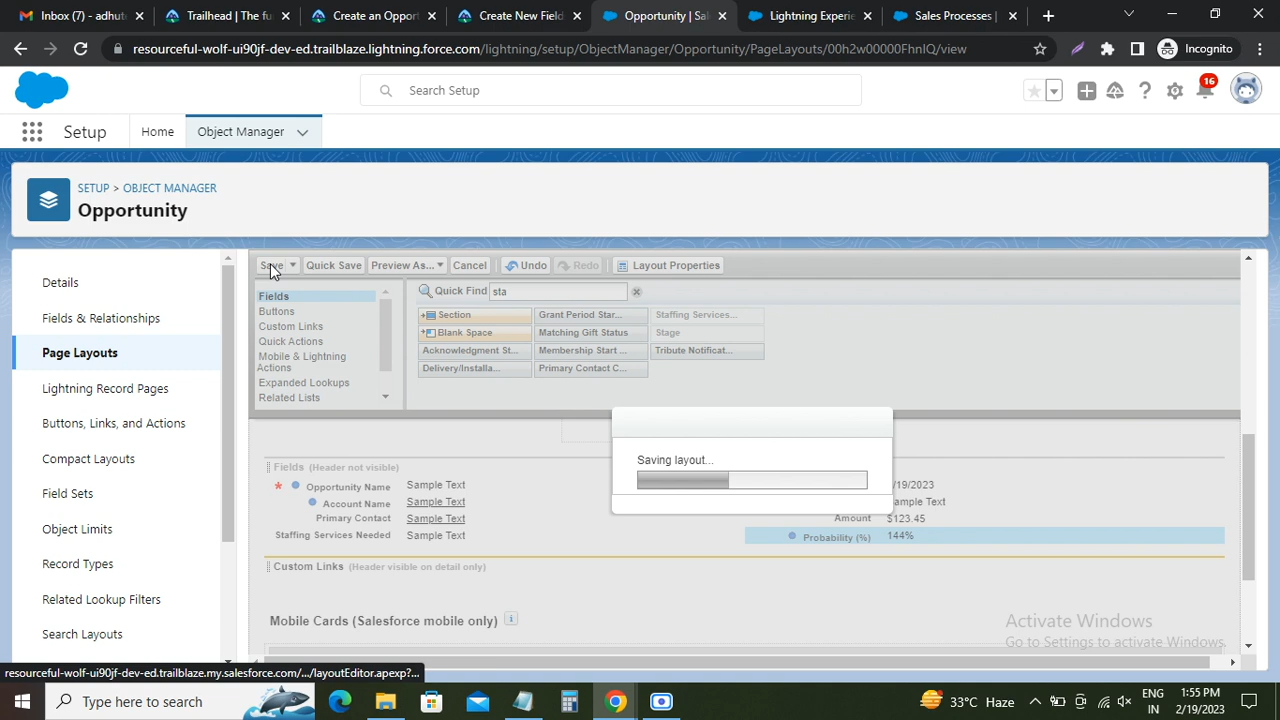 Inbox (7) - adhuta
Trailhead | The fu
Create an Opport
Create New Field
Opportunity | Sal
Lightning Experie
Sales Processes |
resourceful-wolf-ui90jf-dev-ed.trailblaze.lightning.force.com/lightning/setup/ObjectManager/Opportunity/PageLayouts/00h2w00000FhnIQ/view
Incognito
Search Setup
16
Setup
Home
Object Manager
SETUP > OBJECT MANAGER
Opportunity
Details
Fields & Relationships
Page Layouts
Lightning Record Pages
Buttons, Links, and Actions
Compact Layouts
Field Sets
Object Limits
Record Types
Related Lookup Filters
Search Layouts
Save
Quick Save
Preview As...
Cancel
Undo
Redo
Layout Properties
Fields
Buttons
Custom Links
Quick Actions
Mobile & Lightning
Actions
Expanded Lookups
Related Lists
Quick Find
sta
Section
Grant Period Star...
Staffing Services...
Blank Space
Matching Gift Status
Stage
Acknowledgment St...
Membership Start ...
Tribute Notificat...
Delivery/Installa...
Primary Contact C...
Saving layout...
Fields (Header not visible)
* Opportunity Name Sample Text
/19/2023
Account Name Sample Text
ample Text
Primary Contact Sample Text
Amount $123.45
Staffing Services Needed Sample Text
Probability (%) 144%
Custom Links (Header visible on detail only)
Mobile Cards (Salesforce mobile only) i
Activate Windows
Go to Settings to activate Windows.
resourceful-wolf-ui90jf-dev-ed.trailblaze.my.salesforce.com/.../layoutEditor.apexp?...
Type here to search
33°C Haze
ENG
IN
1:55 PM
2/19/2023